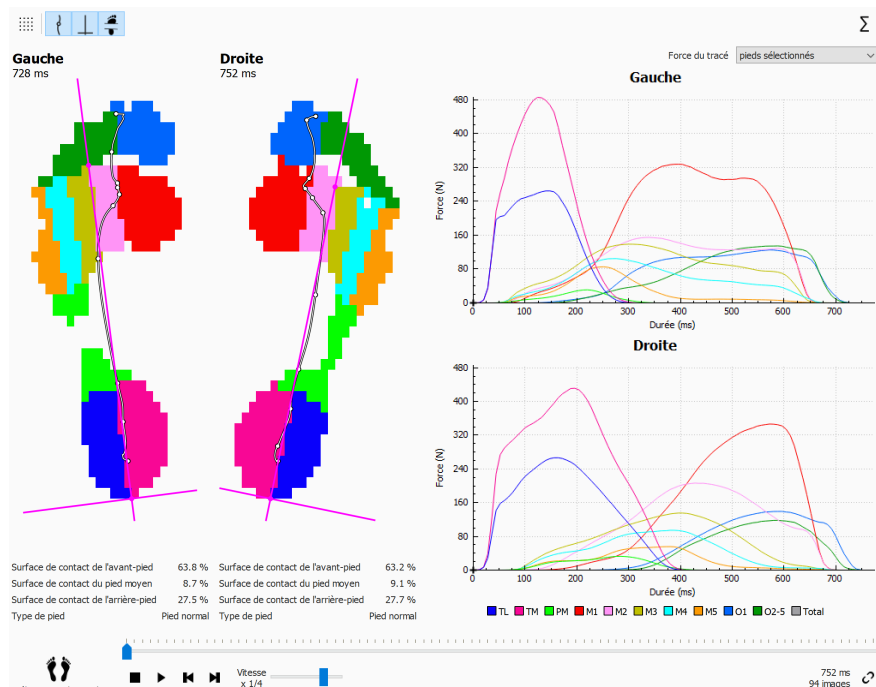 Σ
Gauche
728 ms
Droite
752 ms
Force du tracé pieds sélectionnés
Gauche
480
400
320
240
160
80
0
Force (N)
0 100 200 300 400 500 600 700
Durée (ms)
Droite
480
400
320
240
160
80
0
Force (N)
0 100 200 300 400 500 600 700
Durée (ms)
TL TM PM M1 M2 M3 M4 M5 O1 O2-5 Total
Surface de contact de l'avant-pied 63.8 % Surface de contact de l'avant-pied 63.2 %
Surface de contact du pied moyen 8.7 % Surface de contact du pied moyen 9.1 %
Surface de contact de l'arrière-pied 27.5 % Surface de contact de l'arrière-pied 27.7 %
Type de pied Pied normal Type de pied Pied normal
Vitesse
x 1/4
752 ms
94 images